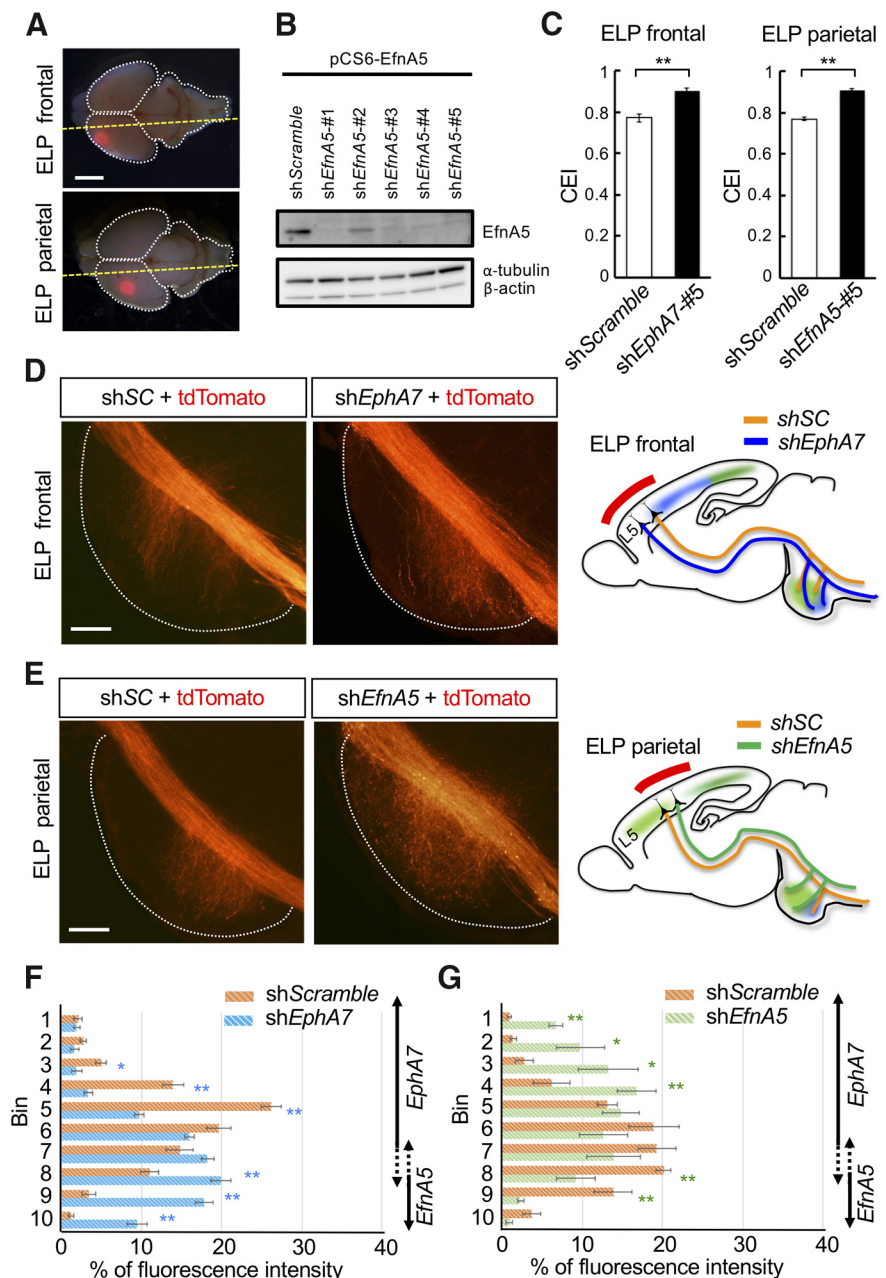 A
ELP frontal
ELP parietal
B
pCS6-EfnA5
shScramble
shEfnA5-#1
shEfnA5-#2
shEfnA5-#3
shEfnA5-#4
shEfnA5-#5
EfnA5
α-tubulin
β-actin
C
ELP frontal
**
CEI
1
0.8
0.6
0.4
0.2
0
shScramble
shEphA7-#5
ELP parietal
**
CEI
1
0.8
0.6
0.4
0.2
0
shScramble
shEfnA5-#5
D
shSC + tdTomato
shEphA7 + tdTomato
ELP frontal
shSC
shEphA7
ELP frontal
L5
E
shSC + tdTomato
shEfnA5 + tdTomato
ELP parietal
shSC
shEfnA5
ELP parietal
L5
F
shScramble
shEphA7
Bin
1
2
3
*
4
**
5
**
6
7
8
**
9
**
10
**
0
10
20
30
40
% of fluorescence intensity
EphA7
EfnA5
G
shScramble
shEfnA5
Bin
1
**
2
*
3
*
4
**
5
6
7
8
**
9
**
10
0
10
20
30
40
% of fluorescence intensity
EphA7
EfnA5